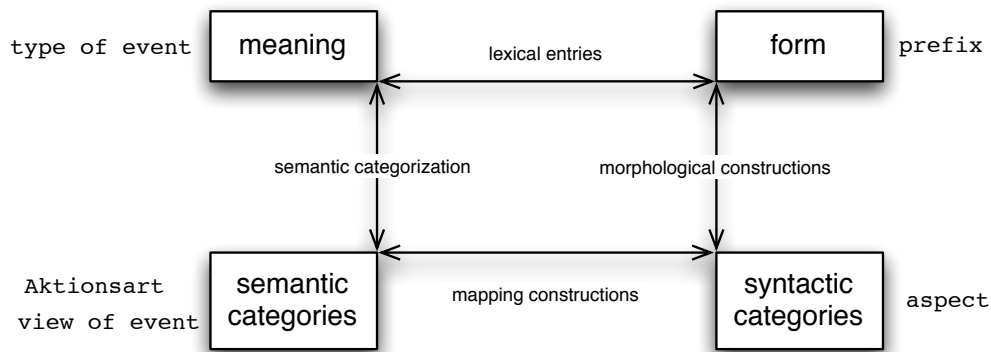 type of event
meaning
lexical entries
form
prefix
semantic categorization
morphological constructions
Aktionsart
view of event
semantic
categories
mapping constructions
syntactic
categories
aspect